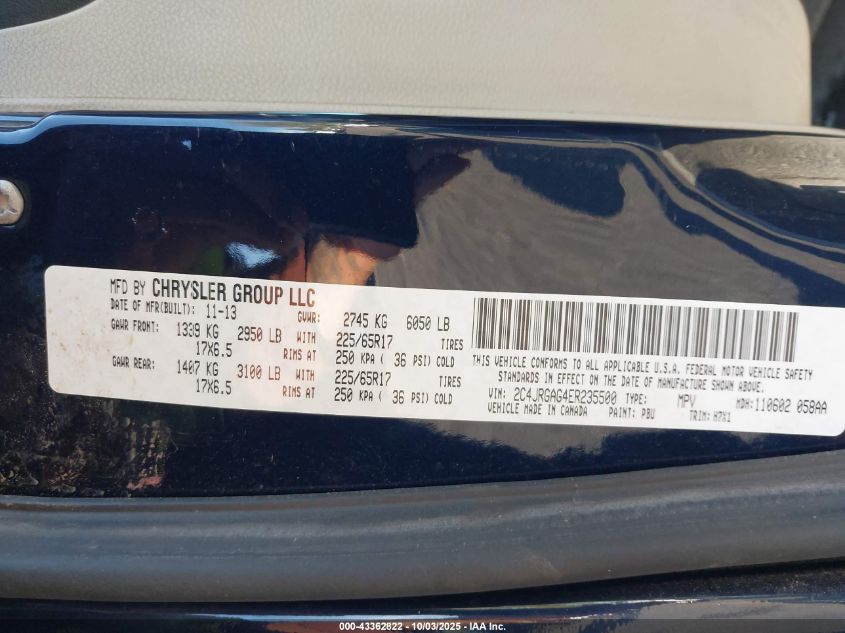 MFD BY CHRYSLER GROUP LLC
DATE OF MFR(BUILT): 11-13 GVWR: 2745 KG 6050 LB
GAWR FRONT: 1339 KG 2950 LB WITH 225/65R17 TIRES
17X6.5 RIMS AT 250 KPA ( 36 PSI) COLD
GAWR REAR: 1407 KG 3100 LB WITH 225/65R17 TIRES
17X6.5 RIMS AT 250 KPA ( 36 PSI) COLD
THIS VEHICLE CONFORMS TO ALL APPLICABLE U.S.A. FEDERAL MOTOR VEHICLE SAFETY
STANDARDS IN EFFECT ON THE DATE OF MANUFACTURE SHOWN ABOVE.
VIN: 2C4JRGAG4ER235500 TYPE: MPV MDH:110602 058AA
VEHICLE MADE IN CANADA PAINT: PBU TRIM: H7X1
000-43362822 - 10/03/2025 - IAA Inc.